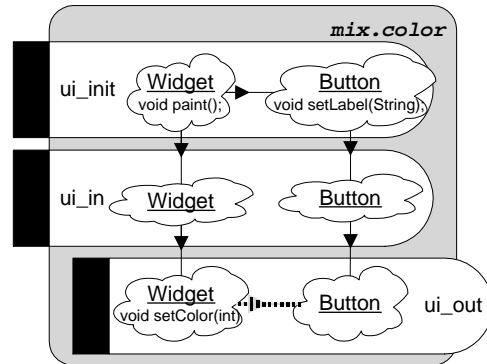 mix.color
ui_init
Widget
void paint();
Button
void setLabel(String);
ui_in
Widget
Button
Widget
void setColor(int)
Button
ui_out